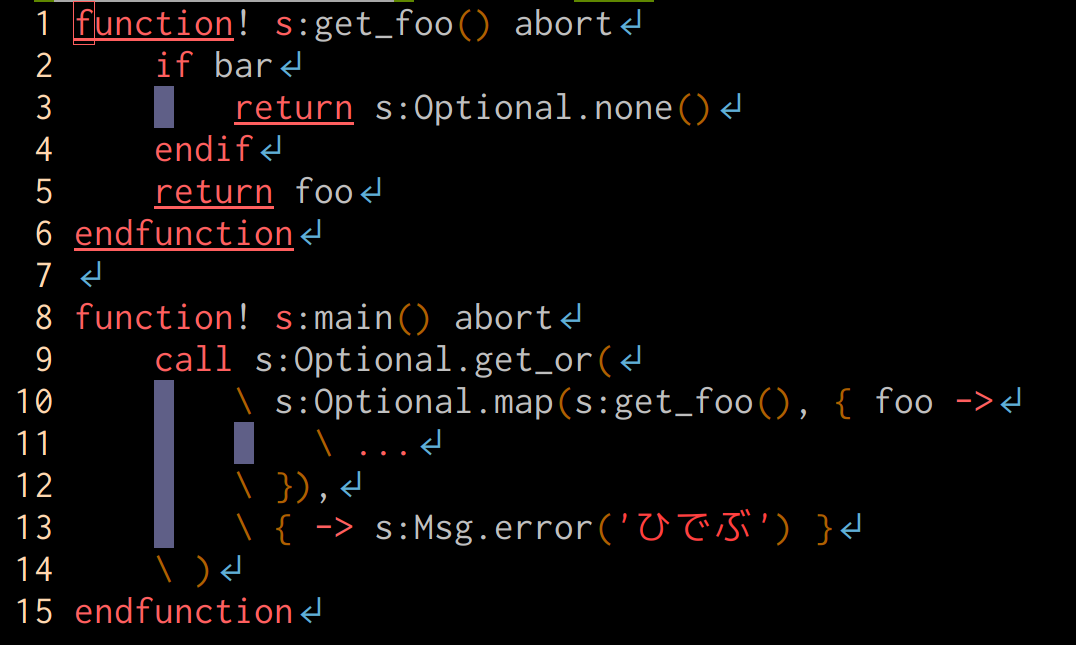 1 function! s:get_foo() abort↲
2     if bar↲
3         return s:Optional.none()↲
4     endif↲
5     return foo↲
6 endfunction↲
7 ↲
8 function! s:main() abort↲
9     call s:Optional.get_or(↲
10         \ s:Optional.map(s:get_foo(), { foo ->↲
11             \ ...↲
12         \ }),↲
13         \ { -> s:Msg.error('ひでぶ') }↲
14     \ )↲
15 endfunction↲